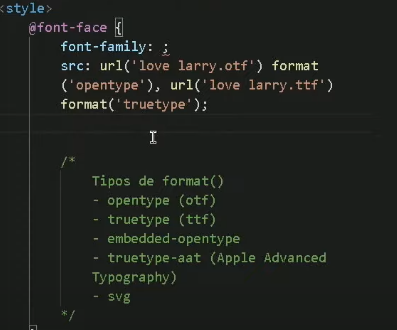 <style>
@font-face {
font-family: ;
src: url('love larry.otf') format
('opentype'), url('love larry.ttf')
format('truetype');
/*
Tipos de format()
- opentype (otf)
- truetype (ttf)
- embedded-opentype
- truetype-aat (Apple Advanced
Typography)
- svg
*/